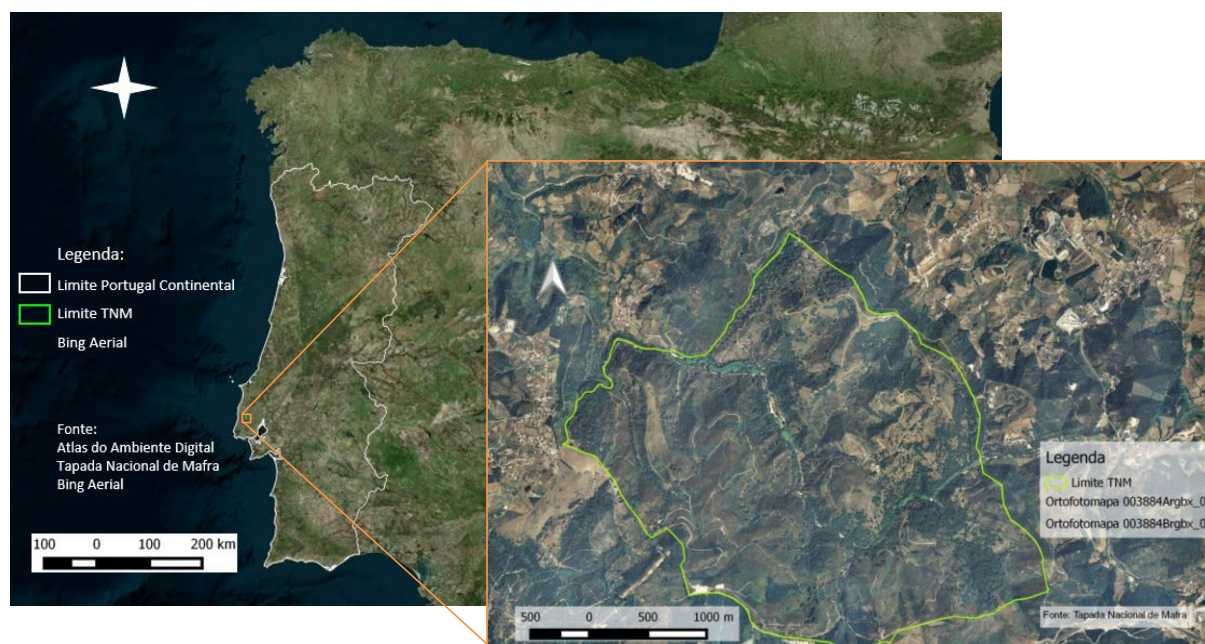 Legenda:
Limite Portugal Continental
Limite TNM
Bing Aerial
Fonte:
Atlas do Ambiente Digital
Tapada Nacional de Mafra
Bing Aerial
100 0 100 200 km
Legenda
Limite TNM
Ortofotomapa 003884Argbx_0
Ortofotomapa 003884Brgbx_0
500 0 500 1000 m
Fonte: Tapada Nacional de Mafra